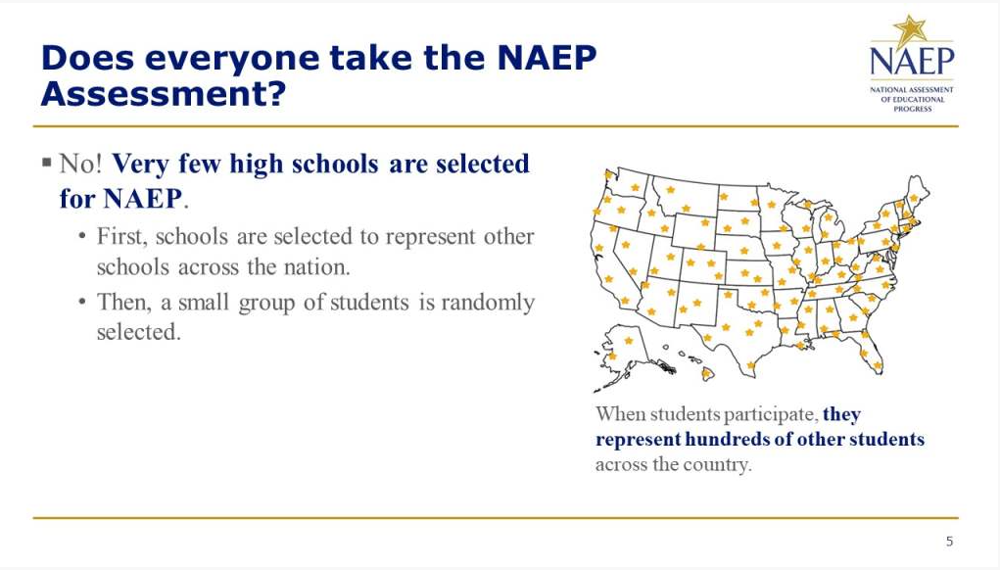 Does everyone take the NAEP
Assessment?
NAEP
NATIONAL ASSESSMENT
OF EDUCATIONAL
PROGRESS
▪ No! Very few high schools are selected
for NAEP.
• First, schools are selected to represent other
schools across the nation.
• Then, a small group of students is randomly
selected.
When students participate, they
represent hundreds of other students
across the country.
5